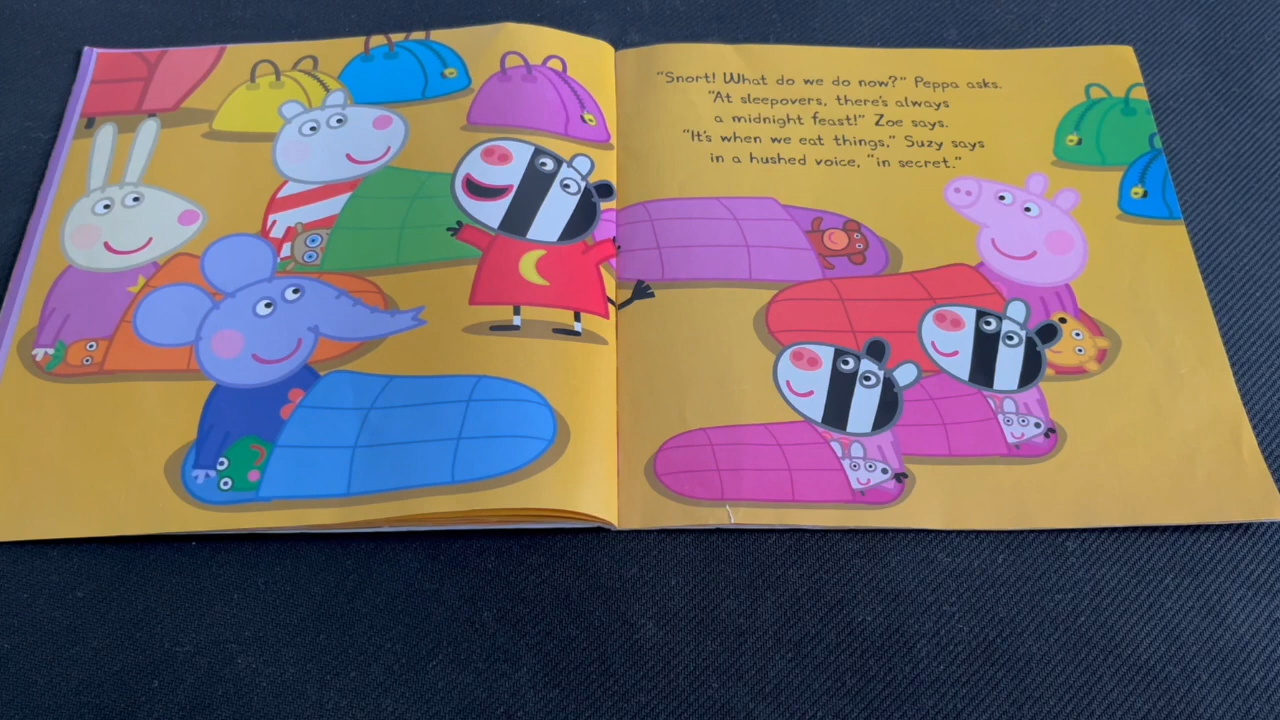 "Snort! What do we do now?" Peppa asks.
"At sleepovers, there's always
a midnight feast!" Zoe says.
"It's when we eat things," Suzy says
in a hushed voice, "in secret."